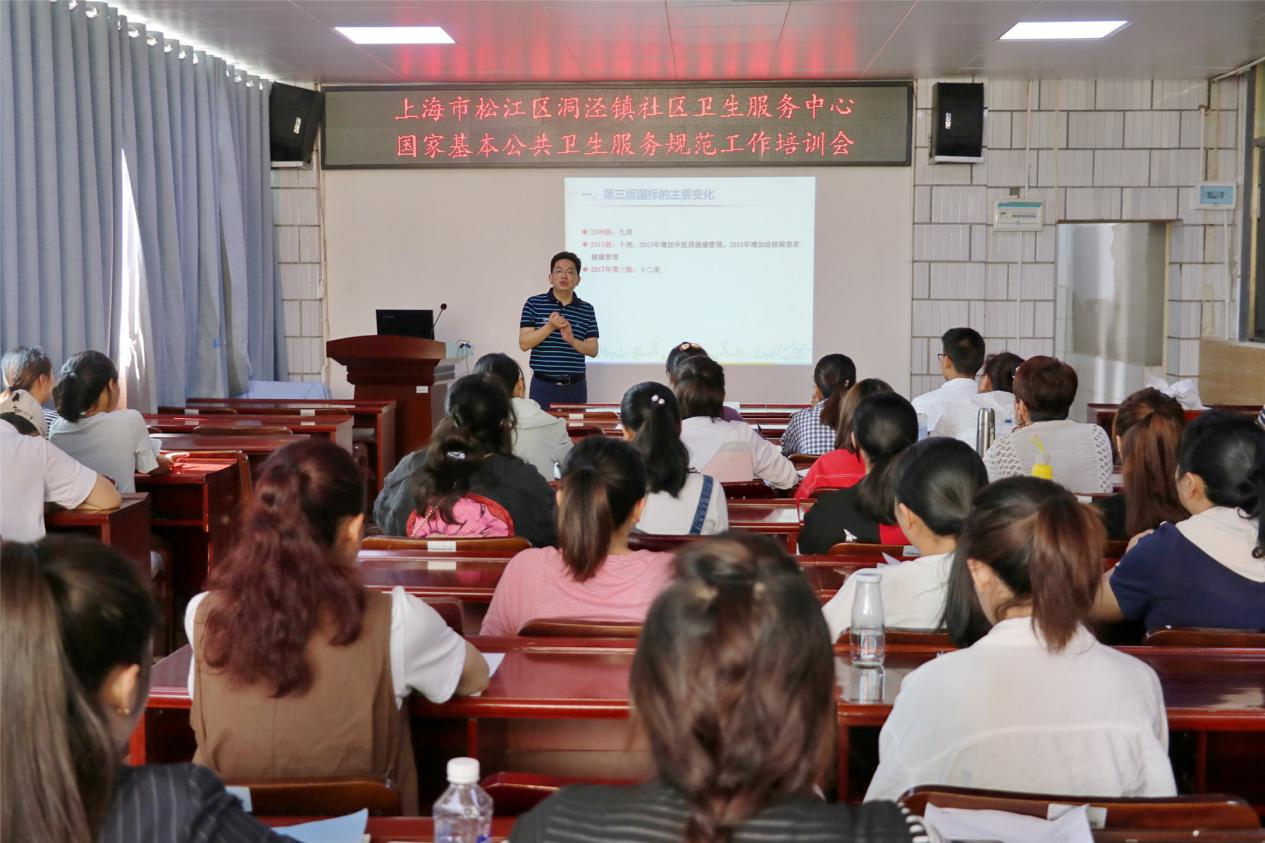 上海市松江区洞泾镇社区卫生服务中心
国家基本公共卫生服务规范工作培训会
一、第三版国标的主要变化
2009版：九类
2011版：十类，2013年增加中医药健康管理，2015年增加结核病患者
健康管理
2017年第三版：十二类